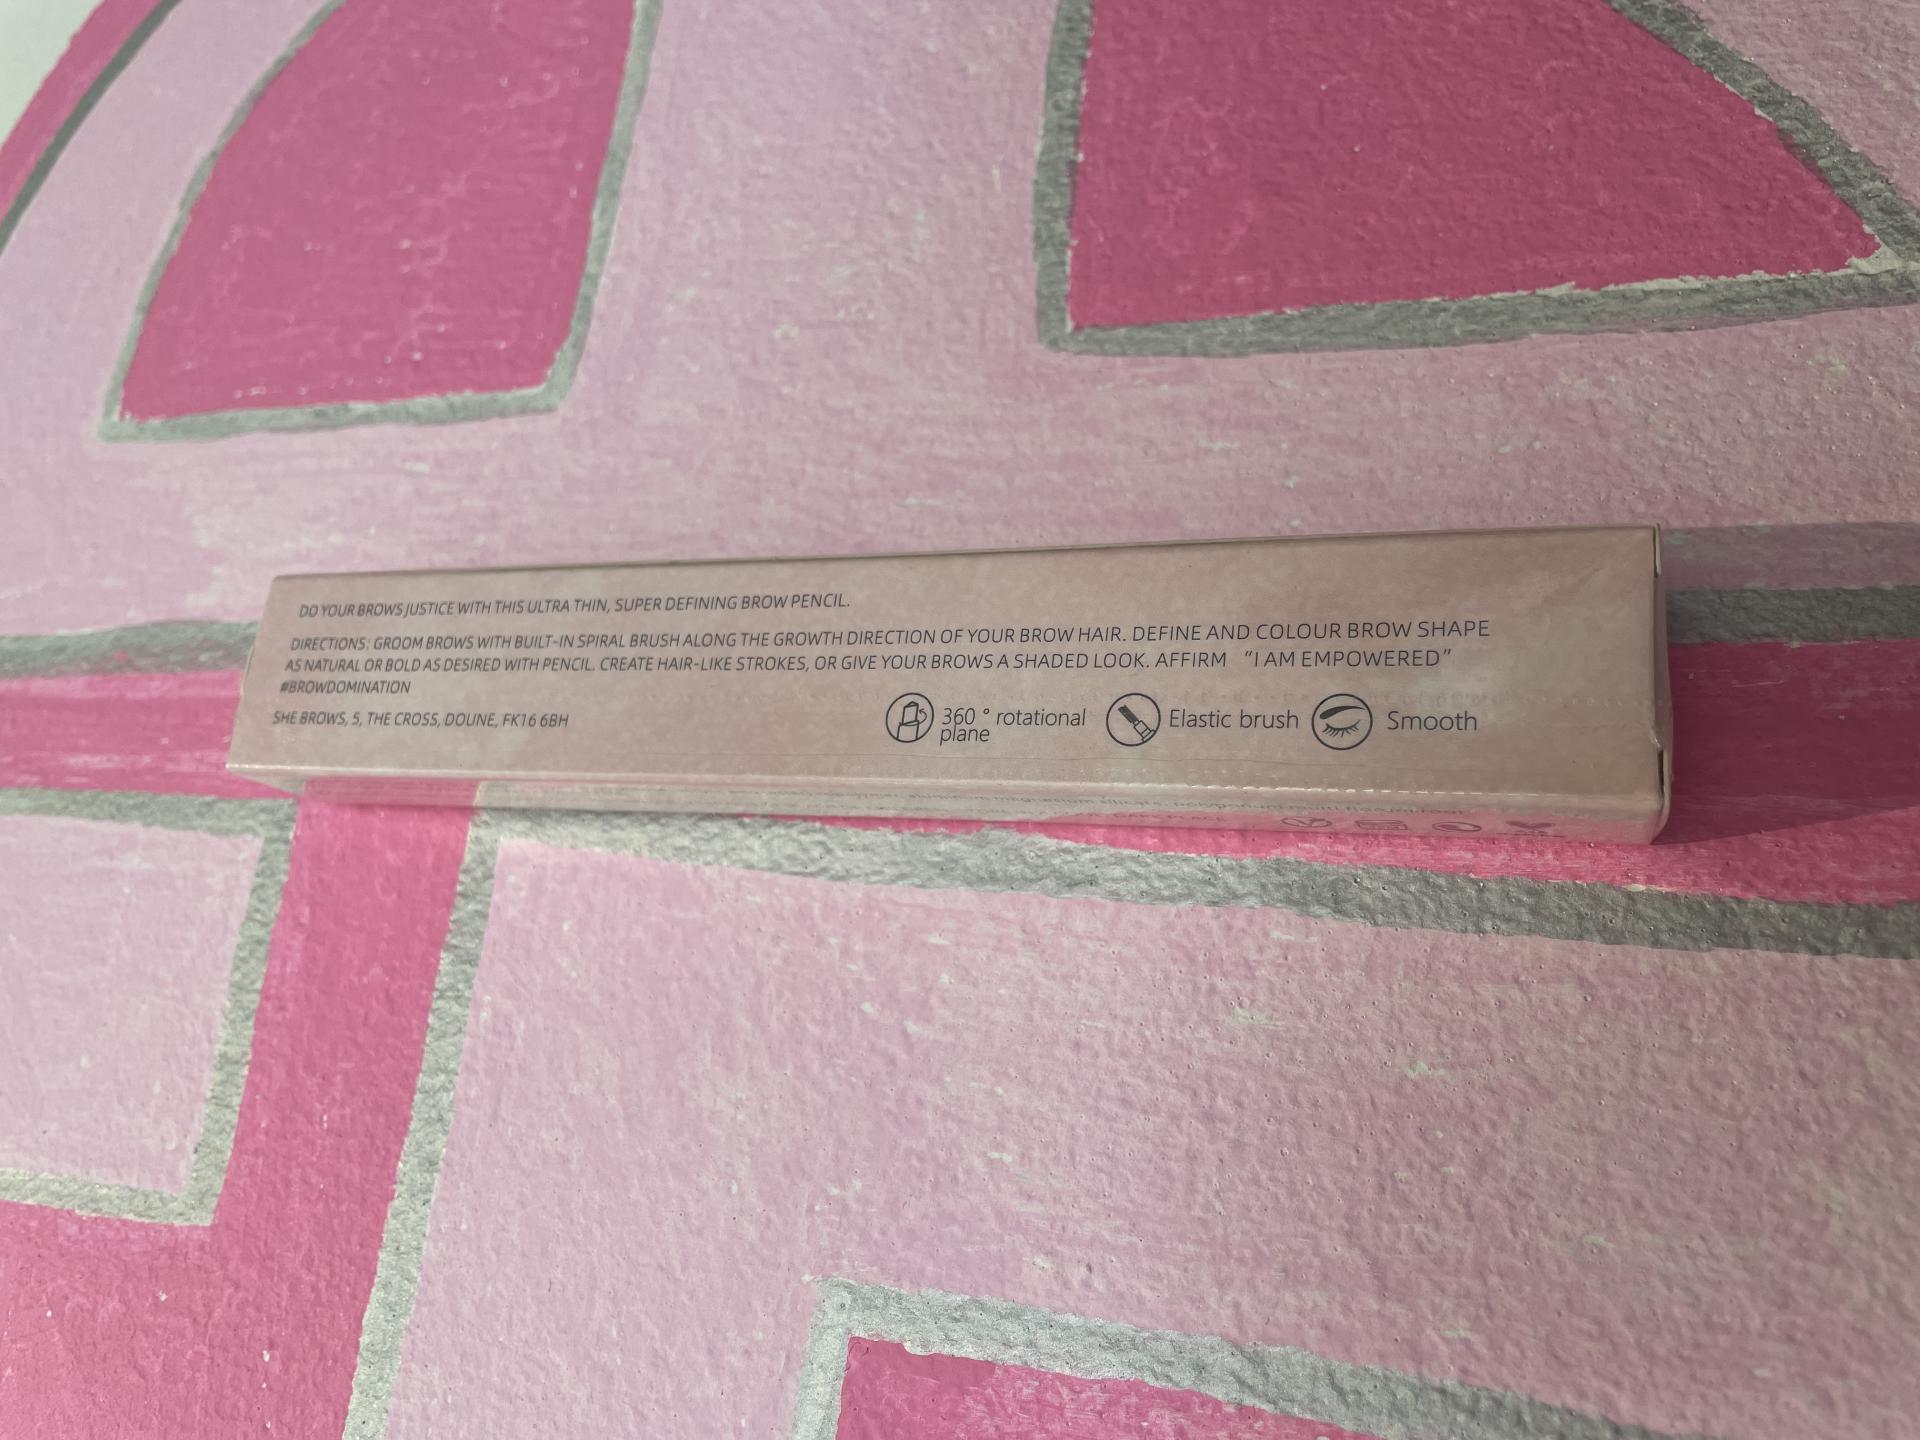 DO YOUR BROWS JUSTICE WITH THIS ULTRA THIN, SUPER DEFINING BROW PENCIL.
DIRECTIONS: GROOM BROWS WITH BUILT-IN SPIRAL BRUSH ALONG THE GROWTH DIRECTION OF YOUR BROW HAIR. DEFINE AND COLOUR BROW SHAPE
AS NATURAL OR BOLD AS DESIRED WITH PENCIL. CREATE HAIR-LIKE STROKES, OR GIVE YOUR BROWS A SHADED LOOK. AFFIRM "I AM EMPOWERED"
#BROWDOMINATION
SHE BROWS, 5, THE CROSS, DOUNE, FK16 6BH
360 ° rotational
plane
Elastic brush
Smooth